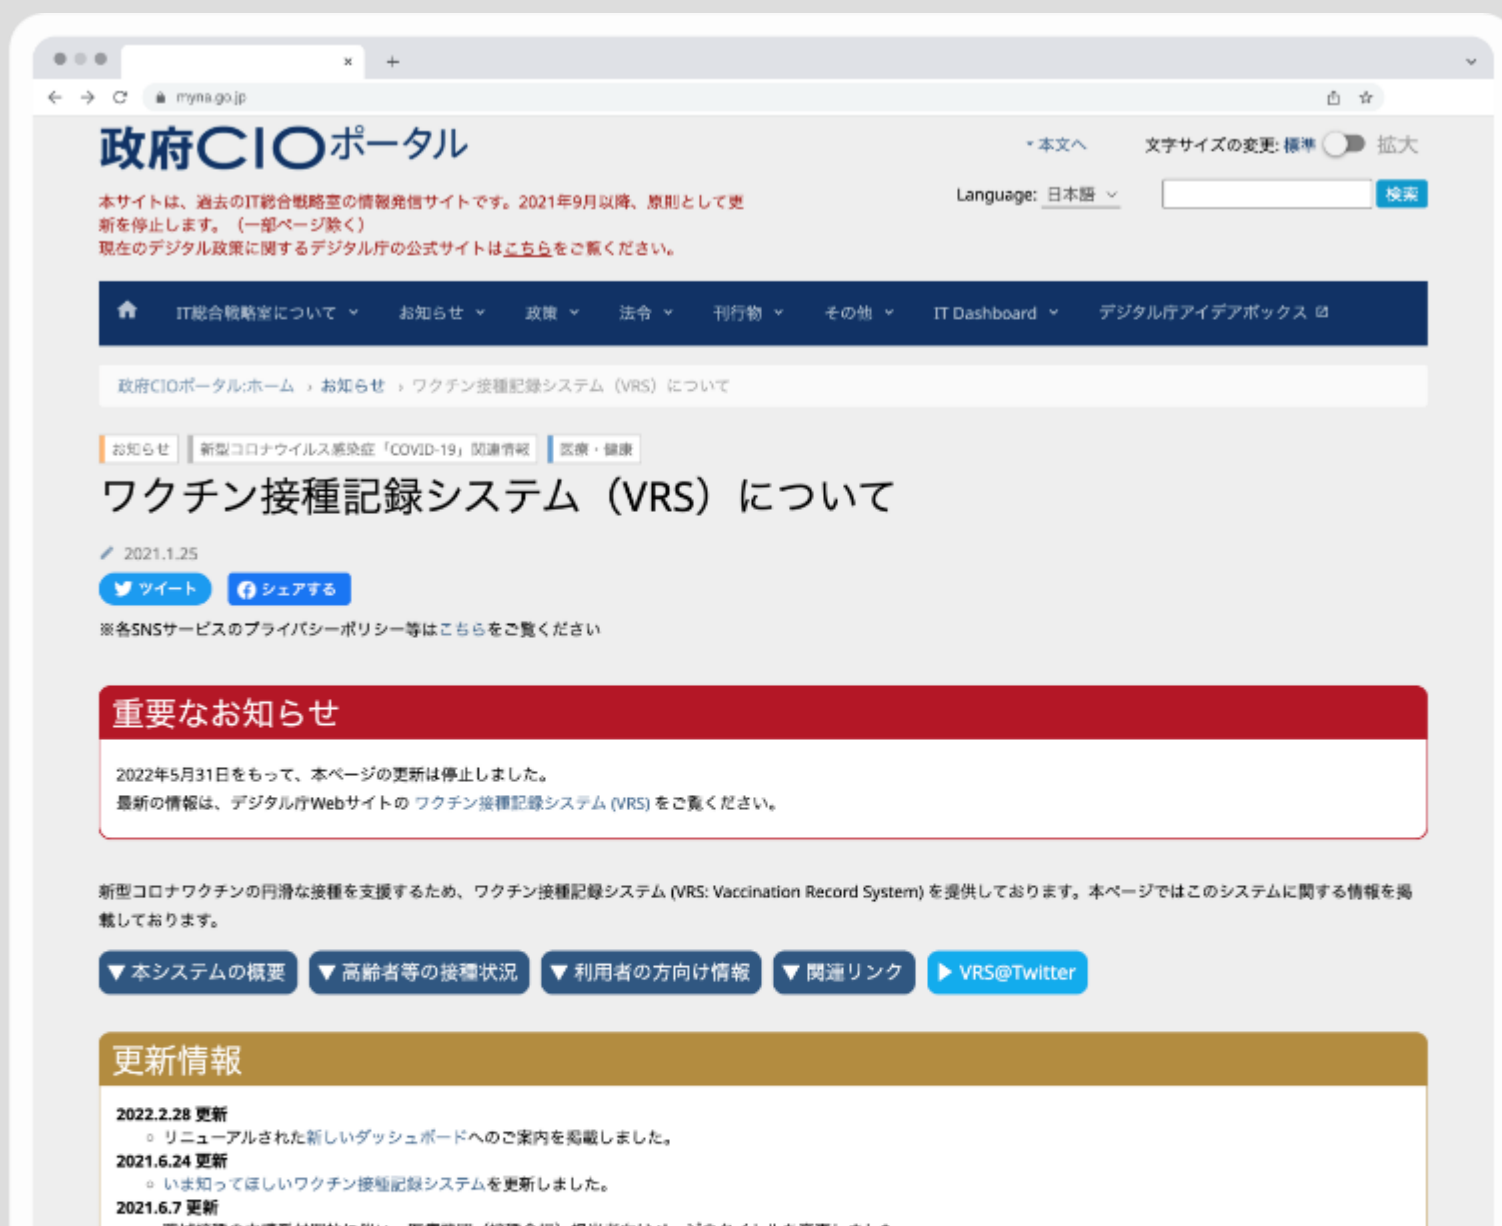 myna.go.jp
政府CIOポータル
本文へ
文字サイズの変更: 標準 拡大
本サイトは、過去のIT総合戦略室の情報発信サイトです。2021年9月以降、原則として更
新を停止します。（一部ページ除く）
現在のデジタル政策に関するデジタル庁の公式サイトはこちらをご覧ください。
Language: 日本語
検索
IT総合戦略室について お知らせ 政策 法令 刊行物 その他 IT Dashboard デジタル庁アイデアボックス
政府CIOポータル:ホーム › お知らせ › ワクチン接種記録システム（VRS）について
お知らせ 新型コロナウイルス感染症「COVID-19」関連情報 医療・健康
ワクチン接種記録システム（VRS）について
2021.1.25
ツイート シェアする
※各SNSサービスのプライバシーポリシー等はこちらをご覧ください
重要なお知らせ
2022年5月31日をもって、本ページの更新は停止しました。
最新の情報は、デジタル庁Webサイトの ワクチン接種記録システム (VRS) をご覧ください。
新型コロナワクチンの円滑な接種を支援するため、ワクチン接種記録システム (VRS: Vaccination Record System) を提供しております。本ページではこのシステムに関する情報を掲
載しております。
▼本システムの概要 ▼高齢者等の接種状況 ▼利用者の方向け情報 ▼関連リンク ▶VRS@Twitter
更新情報
2022.2.28 更新
◦ リニューアルされた新しいダッシュボードへのご案内を掲載しました。
2021.6.24 更新
◦ いま知ってほしいワクチン接種記録システムを更新しました。
2021.6.7 更新